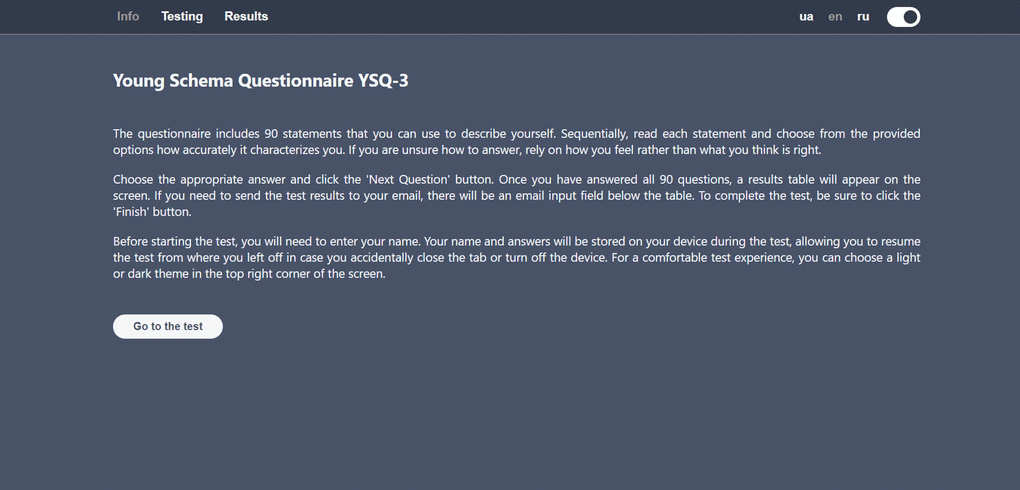 Info Testing Results ua en ru
Young Schema Questionnaire YSQ-3
The questionnaire includes 90 statements that you can use to describe yourself. Sequentially, read each statement and choose from the provided
options how accurately it characterizes you. If you are unsure how to answer, rely on how you feel rather than what you think is right.
Choose the appropriate answer and click the 'Next Question' button. Once you have answered all 90 questions, a results table will appear on the
screen. If you need to send the test results to your email, there will be an email input field below the table. To complete the test, be sure to click the
'Finish' button.
Before starting the test, you will need to enter your name. Your name and answers will be stored on your device during the test, allowing you to resume
the test from where you left off in case you accidentally close the tab or turn off the device. For a comfortable test experience, you can choose a light
or dark theme in the top right corner of the screen.
Go to the test